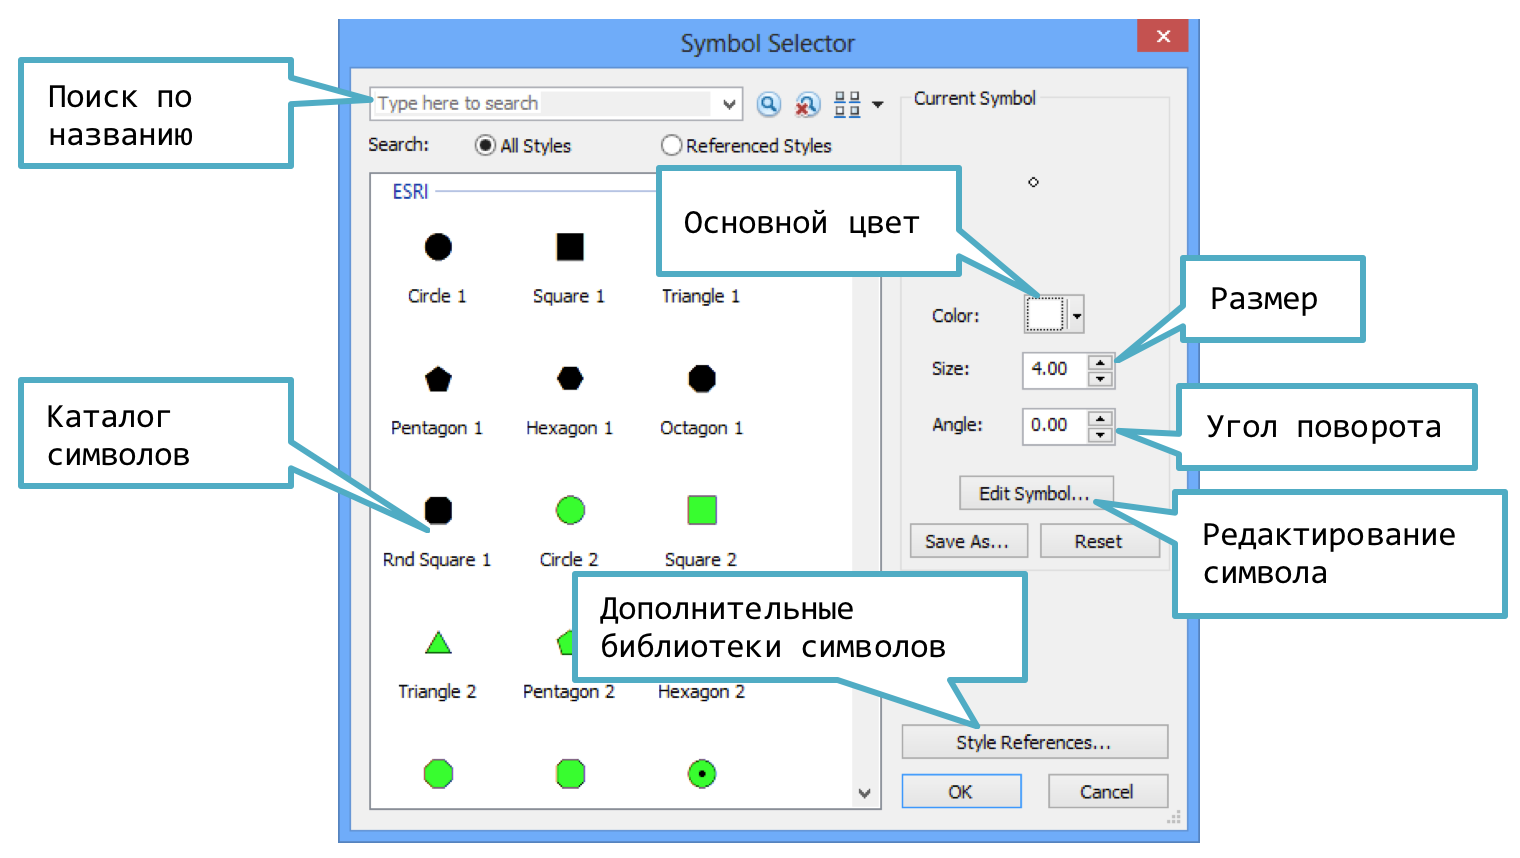 Symbol Selector
Поиск по
названию
Type here to search
Current Symbol
Search:
All Styles
Referenced Styles
ESRI
Основной цвет
Circle 1
Square 1
Triangle 1
Color:
Размер
Size:
4.00
Каталог
символов
Pentagon 1
Hexagon 1
Octagon 1
Angle:
0.00
Угол поворота
Edit Symbol...
Редактирование
символа
Save As...
Reset
Rnd Square 1
Circle 2
Square 2
Дополнительные
библиотеки символов
Triangle 2
Pentagon 2
Hexagon 2
Style References...
OK
Cancel